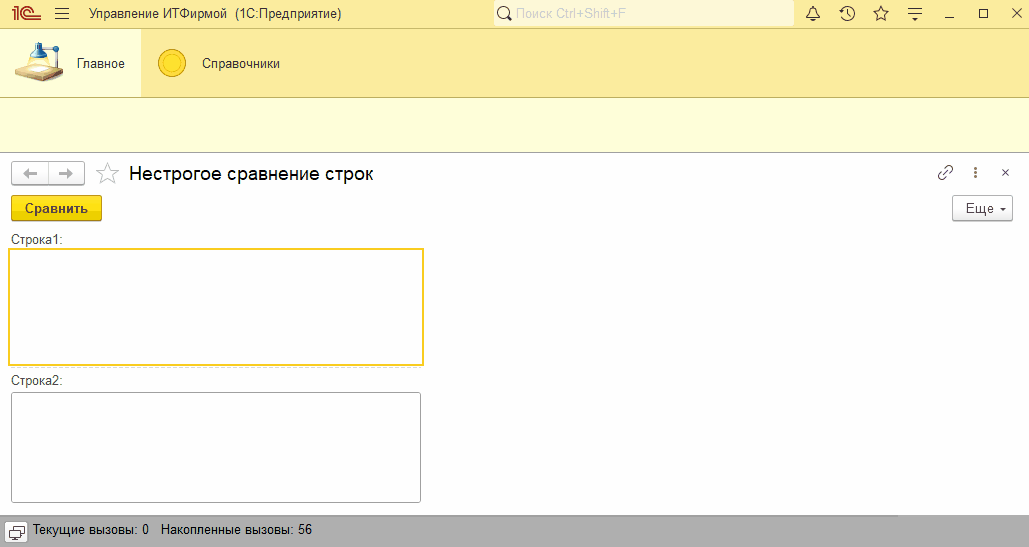 1С Управление ИТФирмой (1С:Предприятие) Поиск Ctrl+Shift+F
Главное Справочники
Нестрогое сравнение строк
Сравнить Еще
Строка1:
Строка2:
Текущие вызовы: 0 Накопленные вызовы: 56